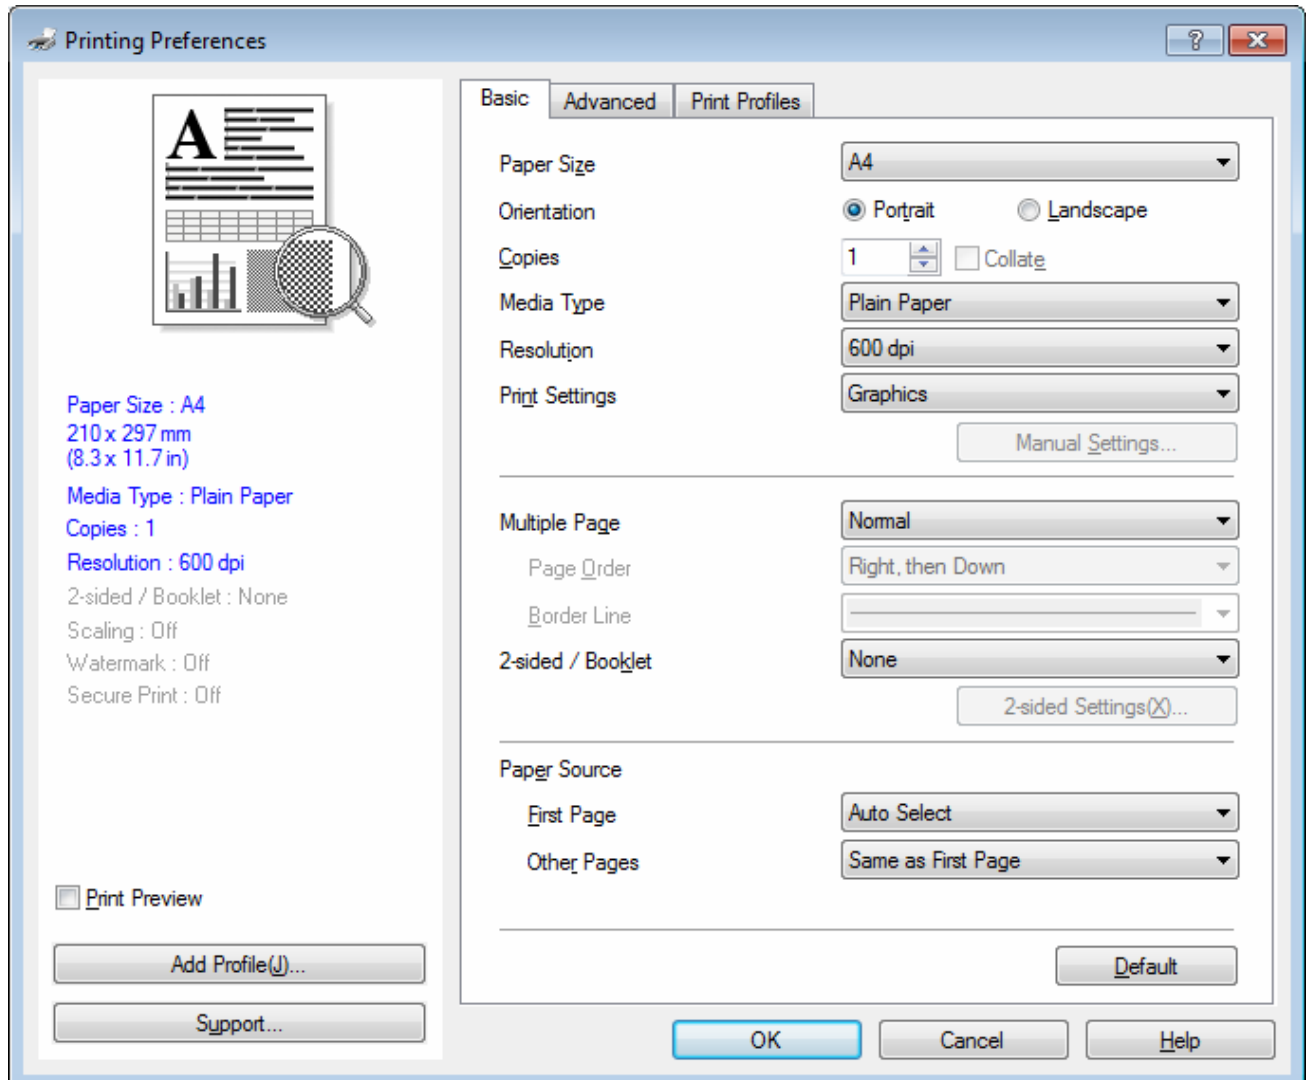 Printing Preferences
A
Paper Size : A4
210 x 297 mm
(8.3 x 11.7 in)
Media Type : Plain Paper
Copies : 1
Resolution : 600 dpi
2-sided / Booklet : None
Scaling : Off
Watermark : Off
Secure Print : Off
Print Preview
Add Profile(J)...
Support...
Basic Advanced Print Profiles
Paper Size A4
Orientation Portrait Landscape
Copies 1 Collate
Media Type Plain Paper
Resolution 600 dpi
Print Settings Graphics
Manual Settings...
Multiple Page Normal
Page Order Right, then Down
Border Line
2-sided / Booklet None
2-sided Settings(X)...
Paper Source
First Page Auto Select
Other Pages Same as First Page
Default
OK Cancel Help